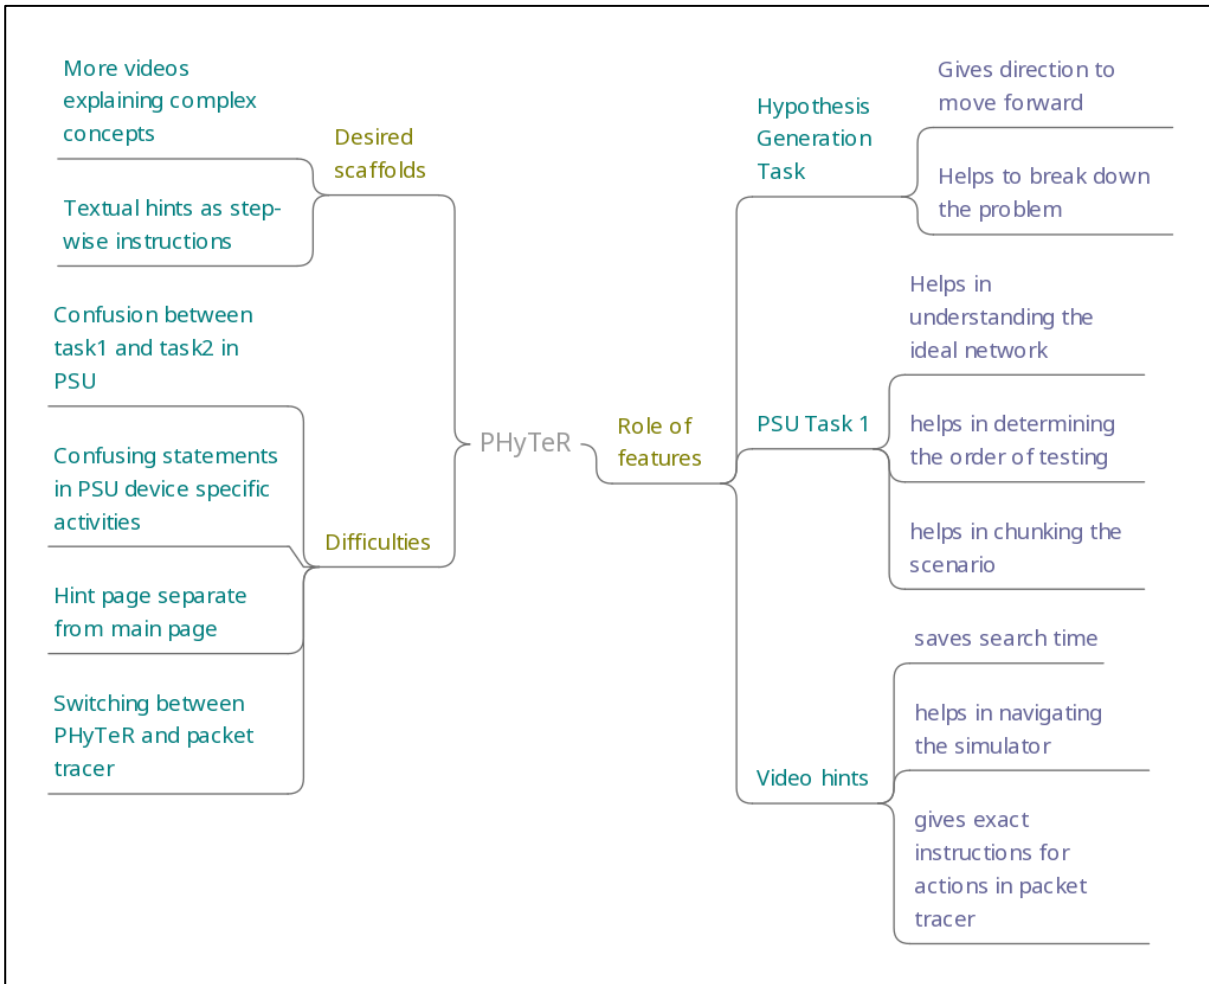 More videos
explaining complex
concepts
Desired
scaffolds
Textual hints as step-
wise instructions
Confusion between
task1 and task2 in
PSU
Confusing statements
in PSU device specific
activities
Difficulties
Hint page separate
from main page
Switching between
PHyTeR and packet
tracer
PHyTeR
Role of
features
Hypothesis
Generation
Task
Gives direction to
move forward
Helps to break down
the problem
PSU Task 1
Helps in
understanding the
ideal network
helps in determining
the order of testing
helps in chunking the
scenario
Video hints
saves search time
helps in navigating
the simulator
gives exact
instructions for
actions in packet
tracer